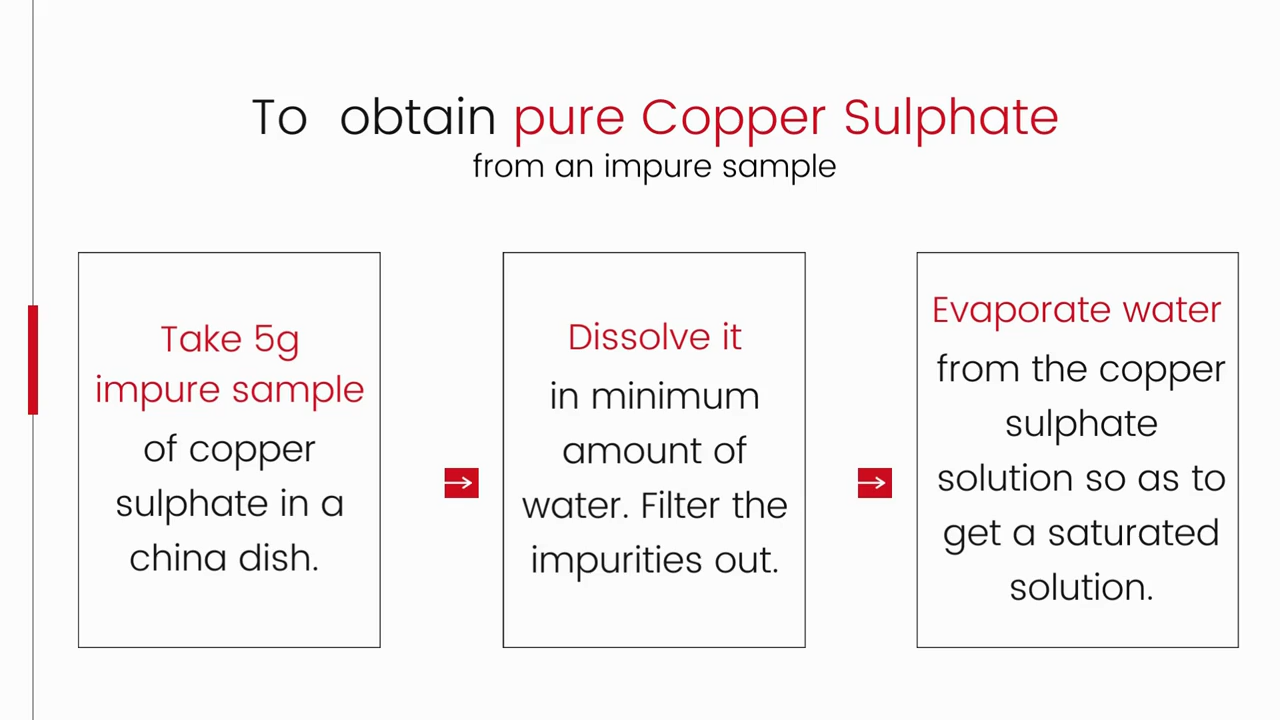 To obtain pure Copper Sulphate
from an impure sample
Take 5g
impure sample
of copper
sulphate in a
china dish.
Dissolve it
in minimum
amount of
water. Filter the
impurities out.
Evaporate water
from the copper
sulphate
solution so as to
get a saturated
solution.